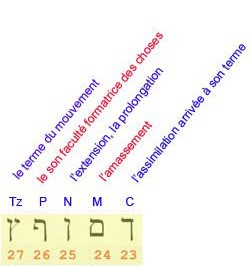 le terme du mouvement
le son faculté formatrice des choses
l'extension, la prolongation
l'amassement
l'assimilation arrivée à son terme
Tz P N M C
ך ם ן ף ץ
27 26 25 24 23